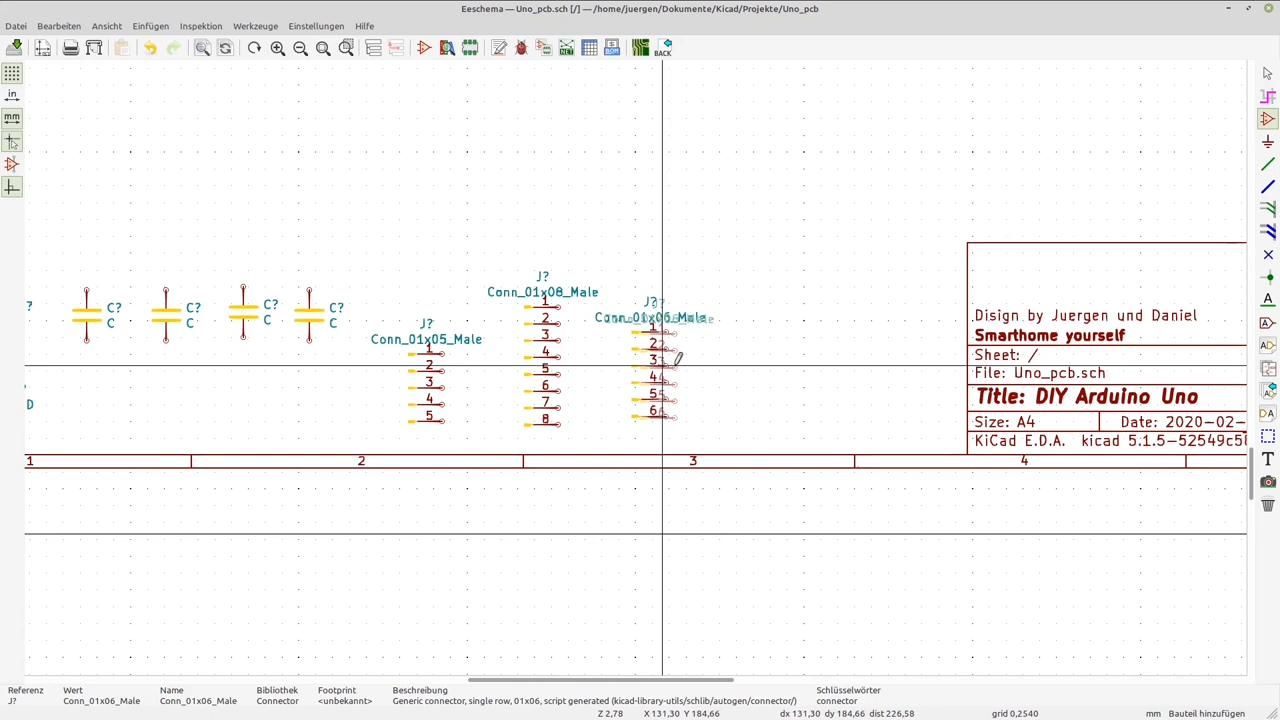 Eeschema — Uno_pcb.sch [/] — /home/juergen/Dokumente/Kicad/Projekte/Uno_pcb
Datei Bearbeiten Ansicht Einfügen Inspektion Werkzeuge Einstellungen Hilfe
NET
BOM
BACK
in
mm
J?
Conn_01x08_Male
1
2
3
4
5
6
7
8
J?
Conn_01x06_Male
1
2
3
4
5
6
C?
C
C?
C
C?
C
C?
C
J?
Conn_01x05_Male
1
2
3
4
5
D
Disign by Juergen und Daniel
Smarthome yourself
Sheet: /
File: Uno_pcb.sch
Title: DIY Arduino Uno
Size: A4 Date: 2020-02-
KiCad E.D.A. kicad 5.1.5-52549c5
1 2 3 4
A
A
T
Referenz Wert Name Bibliothek Footprint Beschreibung Schlüsselwörter
J? Conn_01x06_Male Conn_01x06_Male Connector <unbekannt> Generic connector, single row, 01x06, script generated (kicad-library-utils/schlib/autogen/connector/) connector
Z 2,78 X 131,30 Y 184,66 dx 131,30 dy 184,66 dist 226,58 grid 0,2540 mm Bauteil hinzufügen